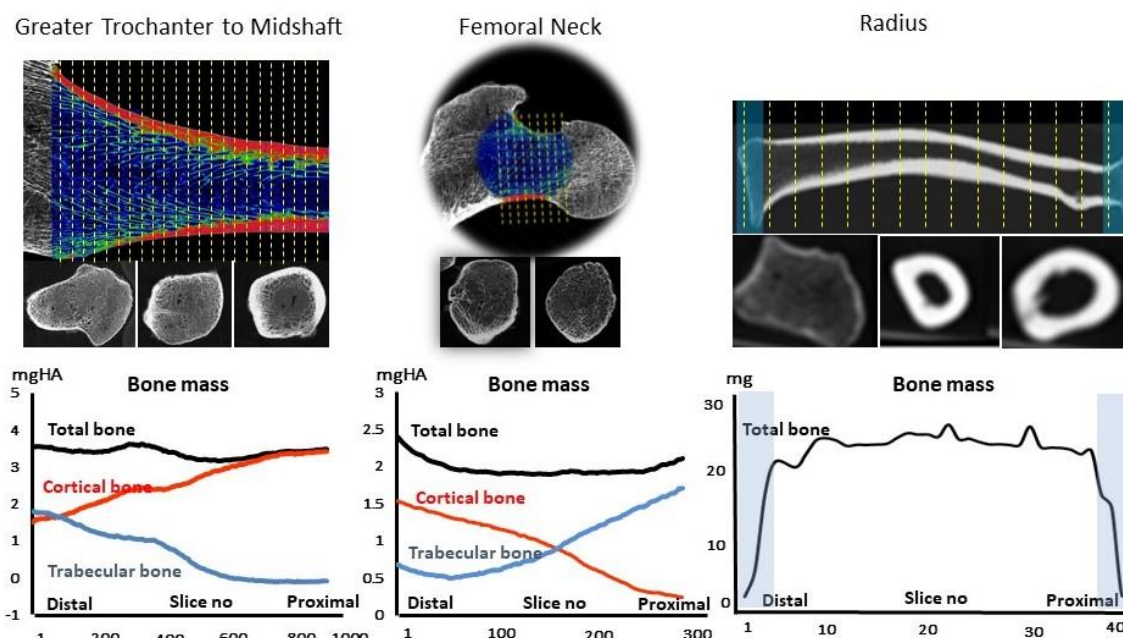 Greater Trochanter to Midshaft
Femoral Neck
Radius
mgHA
Bone mass
5
4
3
2
1
0
-1
Total bone
Cortical bone
Trabecular bone
Distal
Slice no
Proximal
1
200
400
600
800
1000
mgHA
Bone mass
3
2.5
2
1.5
1
0.5
0
Total bone
Cortical bone
Trabecular bone
Distal
Slice no
Proximal
1
100
200
300
mg
Bone mass
30
20
10
0
Total bone
Distal
Slice no
Proximal
1
10
20
30
40